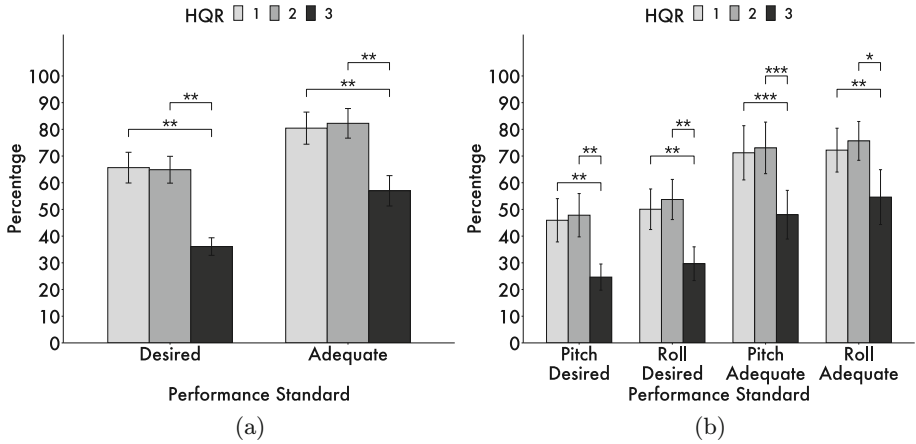 HQR 1 2 3
100
90
80
70
60
50
40
30
20
10
0
Percentage
**
**
**
**
Desired Adequate
Performance Standard
(a)
HQR 1 2 3
100
90
80
70
60
50
40
30
20
10
0
Percentage
**
**
**
**
***
***
*
**
Pitch Desired
Roll Desired
Pitch Adequate
Roll Adequate
Performance Standard
(b)